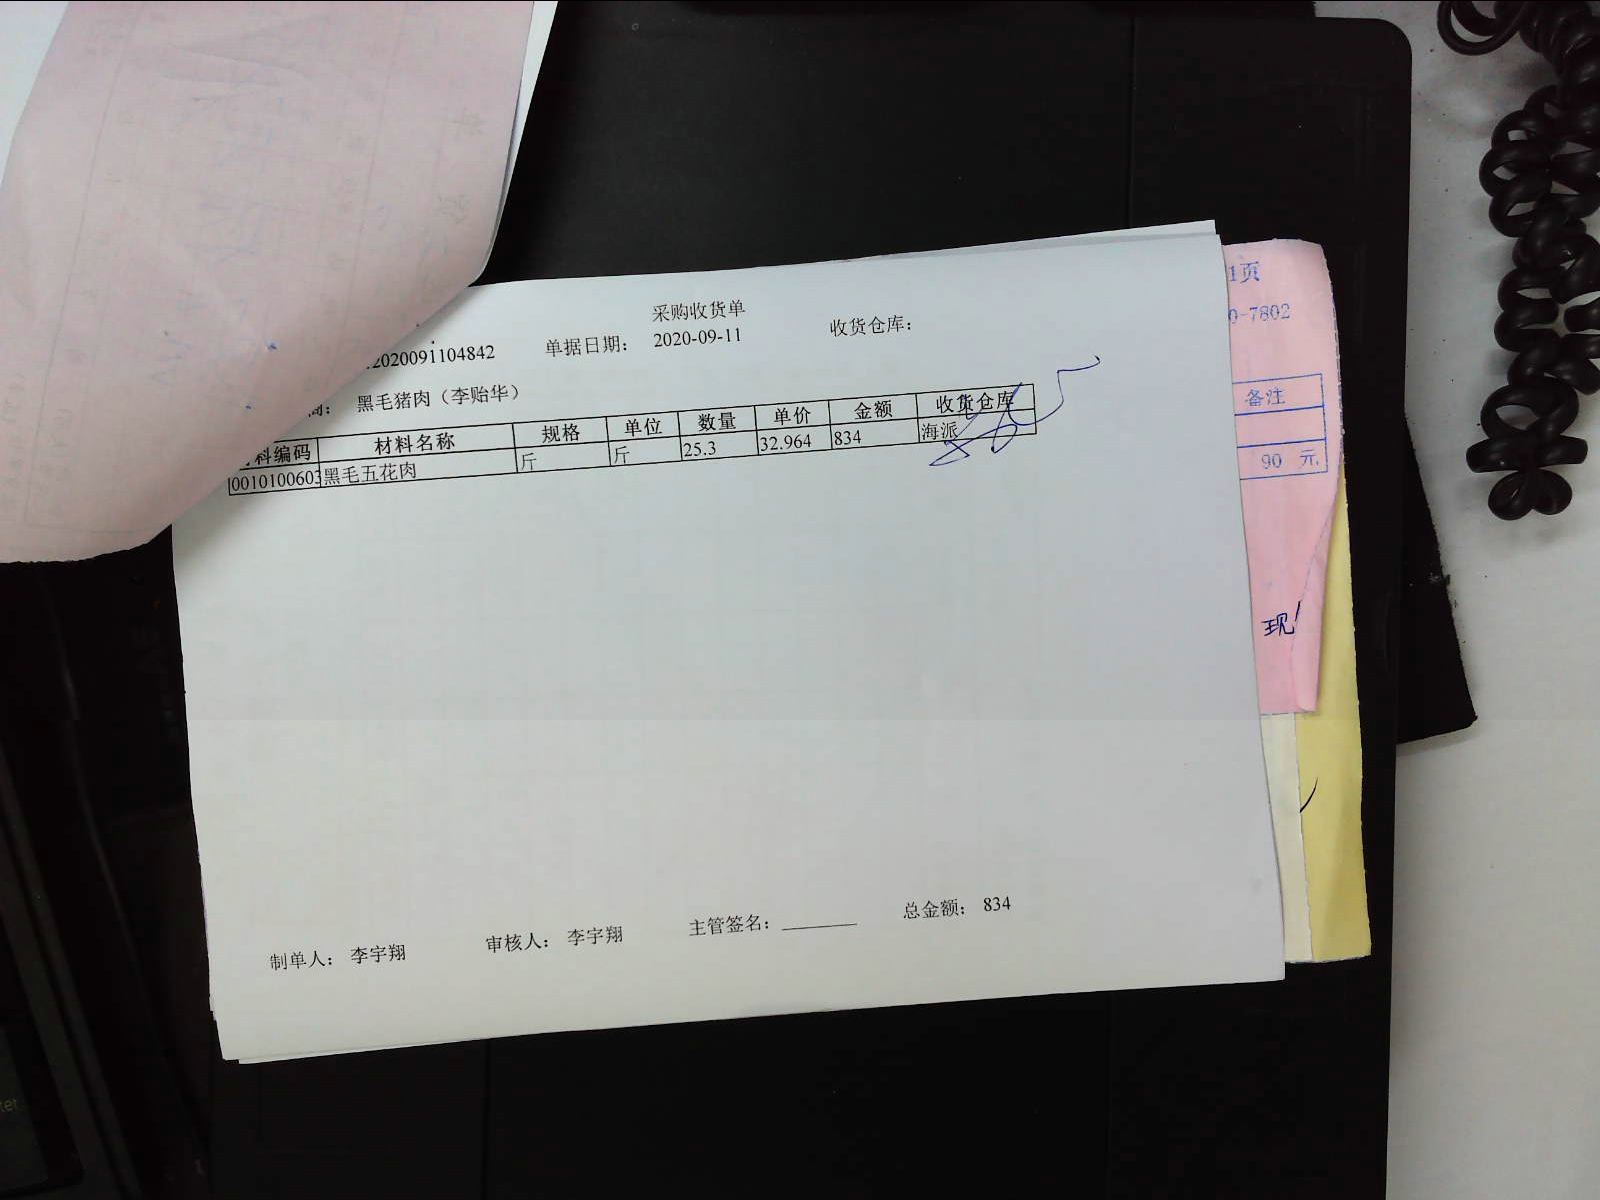 采购收货单
2020091104842 单据日期： 2020-09-11 收货仓库：
商： 黑毛猪肉（李贻华）
料编码 材料名称 规格 单位 数量 单价 金额 收货仓库
0010100603 黑毛五花肉 斤 斤 25.3 32.964 834 海派
制单人： 李宇翔 审核人： 李宇翔 主管签名： 总金额： 834
1页
0-7802
备注
90 元
现